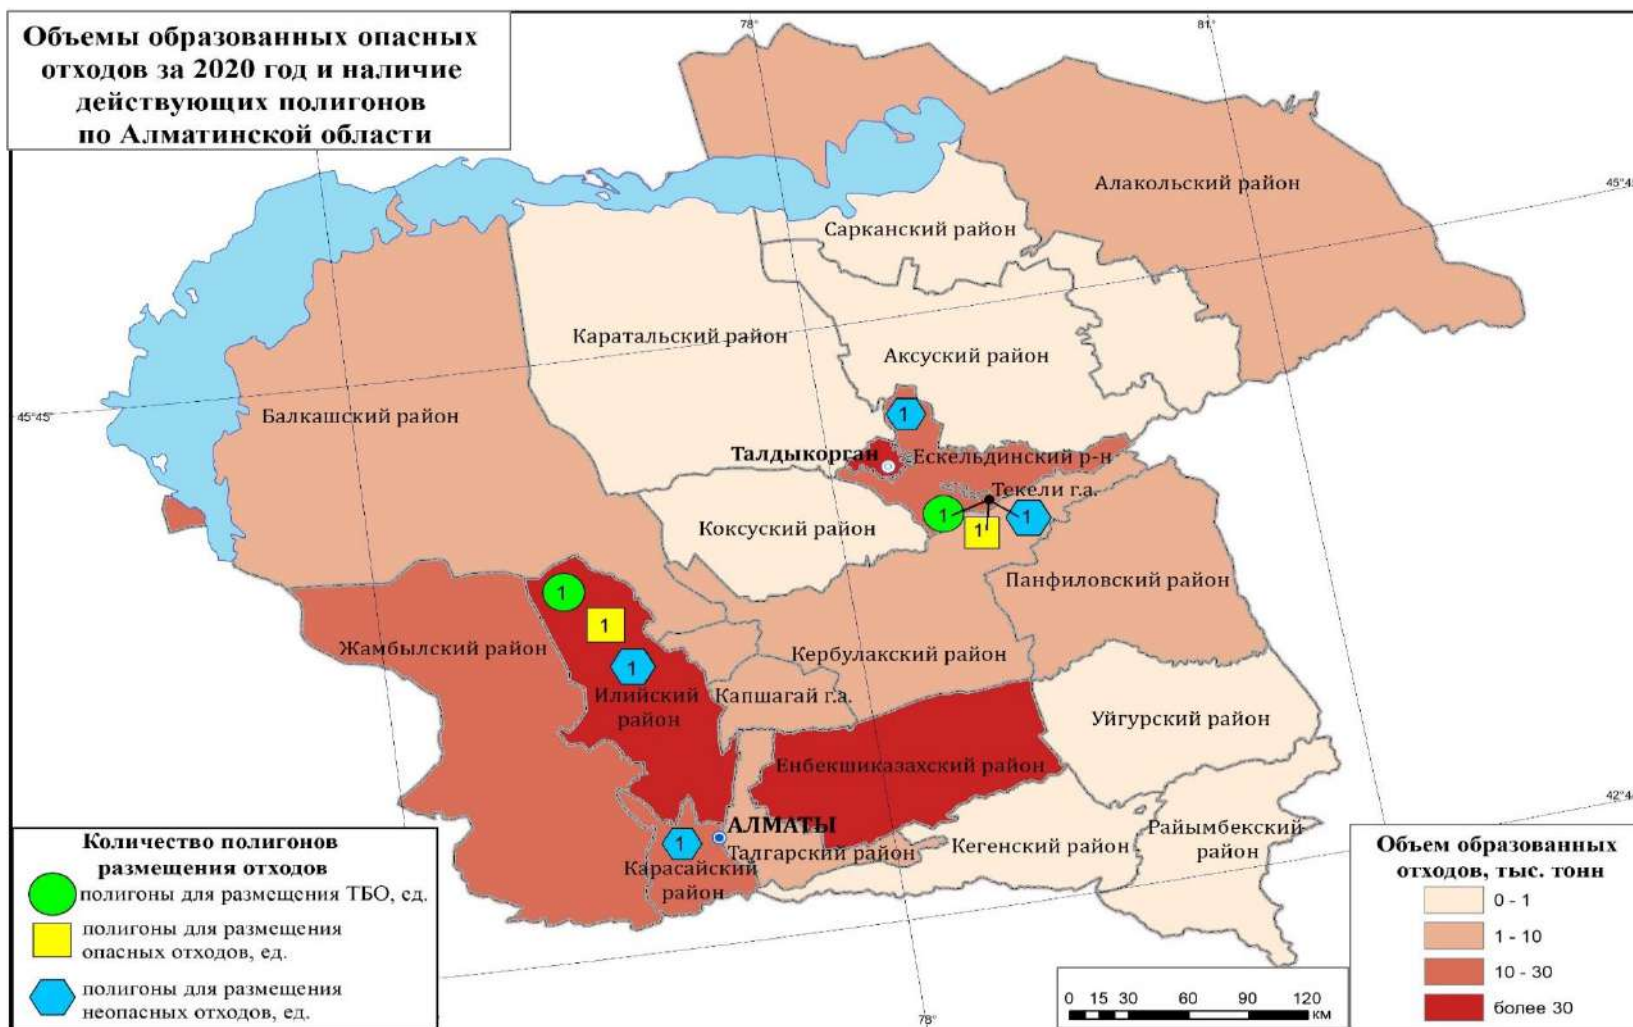 Объемы образованных опасных
отходов за 2020 год и наличие
действующих полигонов
по Алматинской области
78°
81°
45°45'
Алакольский район
Сарканский район
Каратальский район
Аксуский район
45°45'
Балкашский район
1
Талдыкорган
Ескельдинский р-н
Текели г.а.
1
1
1
Коксуский район
Панфиловский район
1
1
1
Жамбылский район
Кербулакский район
Илийский
район
Капшагай г.а.
Уйгурский район
Енбекшиказахский район
АЛМАТЫ
1
Талгарский район
Карасайский
район
Кегенский район
Райымбекский
район
Количество полигонов
размещения отходов
полигоны для размещения ТБО, ед.
полигоны для размещения
опасных отходов, ед.
полигоны для размещения
неопасных отходов, ед.
78°
0 15 30 60 90 120
км
Объем образованных
отходов, тыс. тонн
0 - 1
1 - 10
10 - 30
более 30